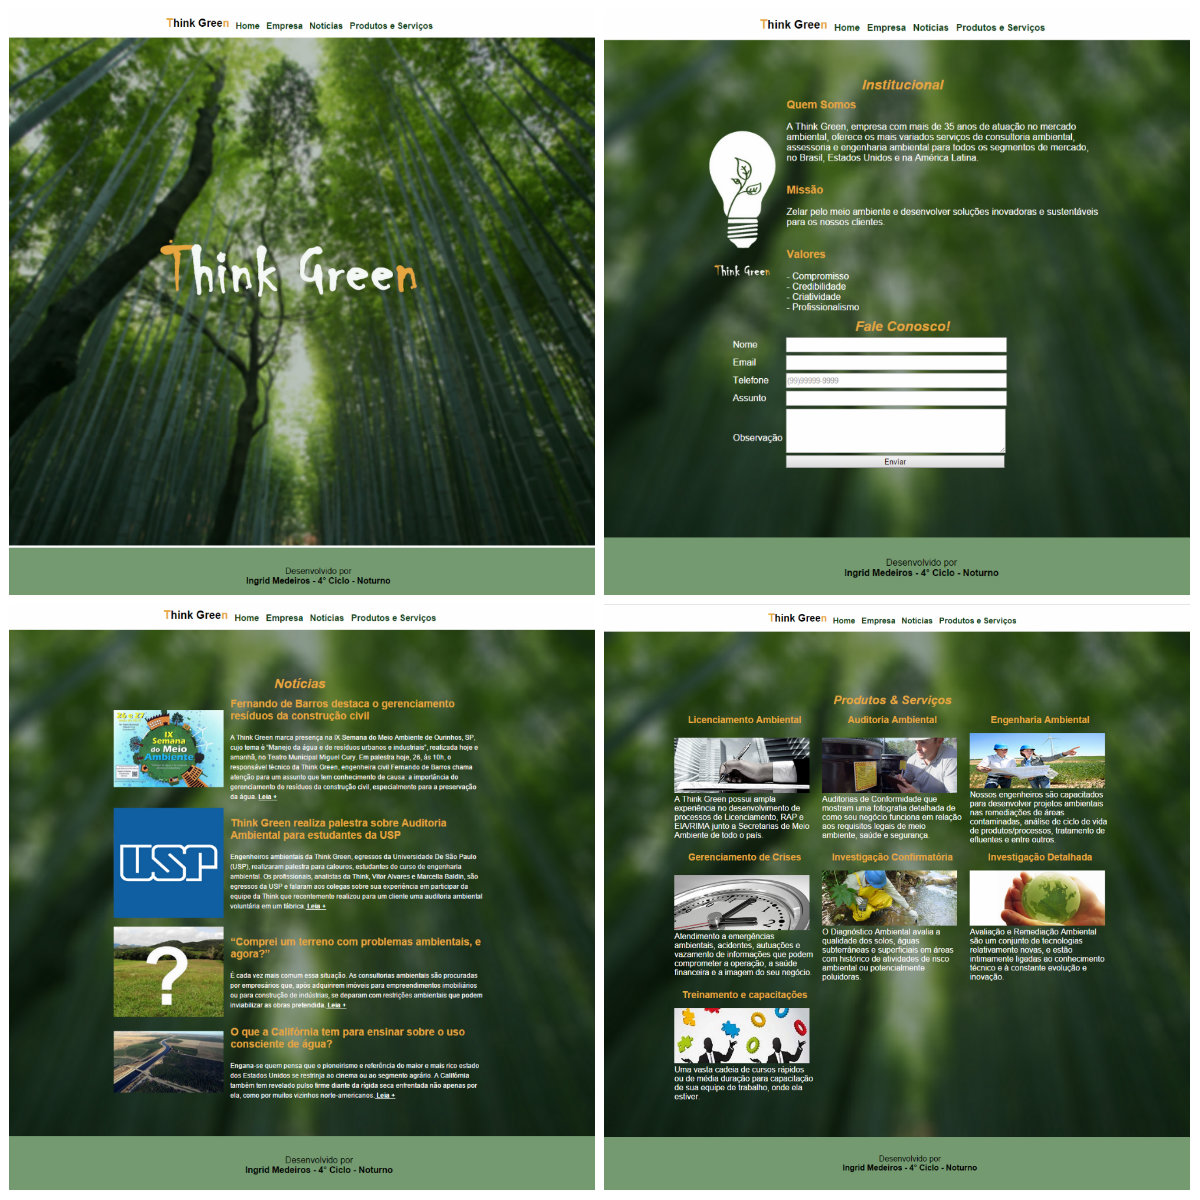 Think Green Home Empresa Noticias Produtos e Serviços
Think Green
Desenvolvido por
Ingrid Medeiros - 4° Ciclo - Noturno
Think Green Home Empresa Noticias Produtos e Serviços
Institucional
Quem Somos
A Think Green, empresa com mais de 35 anos de atuação no mercado
ambiental, oferece os mais variados serviços de consultoria ambiental,
assessoria e engenharia ambiental para todos os segmentos de mercado,
no Brasil, Estados Unidos e na América Latina.
Missão
Zelar pelo meio ambiente e desenvolver soluções inovadoras e sustentáveis
para os nossos clientes.
Valores
- Compromisso
- Credibilidade
- Criatividade
- Profissionalismo
Think Green
Fale Conosco!
Nome
Email
Telefone (99)99999-9999
Assunto
Observação
Enviar
Desenvolvido por
Ingrid Medeiros - 4° Ciclo - Noturno
Think Green Home Empresa Noticias Produtos e Serviços
Notícias
26 e 27
IX
Semana
do Meio
Ambiente
Fernando de Barros destaca o gerenciamento
resíduos da construção civil
A Think Green marca presença na IX Semana do Meio Ambiente de Ourinhos, SP,
cujo tema é “Manejo da água e de resíduos urbanos e industriais”, realizada hoje e
amanhã, no Teatro Municipal Miguel Cury. Em palestra hoje, 26, às 10h, o
responsável técnico da Think Green, engenheira civil Fernando de Barros chama
atenção para um assunto que tem conhecimento de causa: a importância do
gerenciamento de resíduos da construção civil, especialmente para a preservação
da água. Leia +
USP
Think Green realiza palestra sobre Auditoria
Ambiental para estudantes da USP
Engenheiros ambientais da Think Green, egressos da Universidade De São Paulo
(USP), realizaram palestra para calouros, estudantes do curso de engenharia
ambiental. Os profissionais, analistas da Think, Vitor Alvares e Marcella Baldin, são
egressos da USP e falaram aos colegas sobre sua experiência em participar da
equipe da Think que recentemente realizou para um cliente uma auditoria ambiental
voluntária em um fábrica. Leia +
?
“Comprei um terreno com problemas ambientais, e
agora?”
É cada vez mais comum essa situação. As consultorias ambientais são procuradas
por empresários que, após adquirirem imóveis para empreendimentos imobiliários
ou para construção de indústrias, se deparam com restrições ambientais que podem
inviabilizar as obras pretendida. Leia +
O que a Califórnia tem para ensinar sobre o uso
consciente de água?
Engana-se quem pensa que o pioneirismo e referência do maior e mais rico estado
dos Estados Unidos se restrinja ao cinema ou ao segmento agrário. A Califórnia
também tem revelado pulso firme diante da rígida seca enfrentada não apenas por
ela, como por muitos vizinhos norte-americanos. Leia +
Desenvolvido por
Ingrid Medeiros - 4° Ciclo - Noturno
Think Green Home Empresa Noticias Produtos e Serviços
Produtos & Serviços
Licenciamento Ambiental
A Think Green possui ampla
experiência no desenvolvimento de
processos de Licenciamento, RAP e
EIA/RIMA junto a Secretarias de Meio
Ambiente de todo o país.
Auditoria Ambiental
Auditorias de Conformidade que
mostram uma fotografia detalhada de
como seu negócio funciona em relação
aos requisitos legais de meio
ambiente, saúde e segurança.
Engenharia Ambiental
Nossos engenheiros são capacitados
para desenvolver projetos ambientais
nas remediações de áreas
contaminadas, análise de ciclo de vida
de produtos/processos, tratamento de
efluentes e entre outros.
Gerenciamento de Crises
Atendimento a emergências
ambientais, acidentes, autuações e
vazamento de informações que podem
comprometer a operação, a saúde
financeira e a imagem do seu negócio.
Investigação Confirmatória
O Diagnóstico Ambiental avalia a
qualidade dos solos, águas
subterrâneas e superficiais em áreas
com histórico de atividades de risco
ambiental ou potencialmente
poluidoras.
Investigação Detalhada
Avaliação e Remediação Ambiental
são um conjunto de tecnologias
relativamente novas, e estão
intimamente ligadas ao conhecimento
técnico e à constante evolução e
inovação.
Treinamento e capacitações
Uma vasta cadeia de cursos rápidos
ou de média duração para capacitação
de sua equipe de trabalho, onde ela
estiver.
Desenvolvido por
Ingrid Medeiros - 4° Ciclo - Noturno